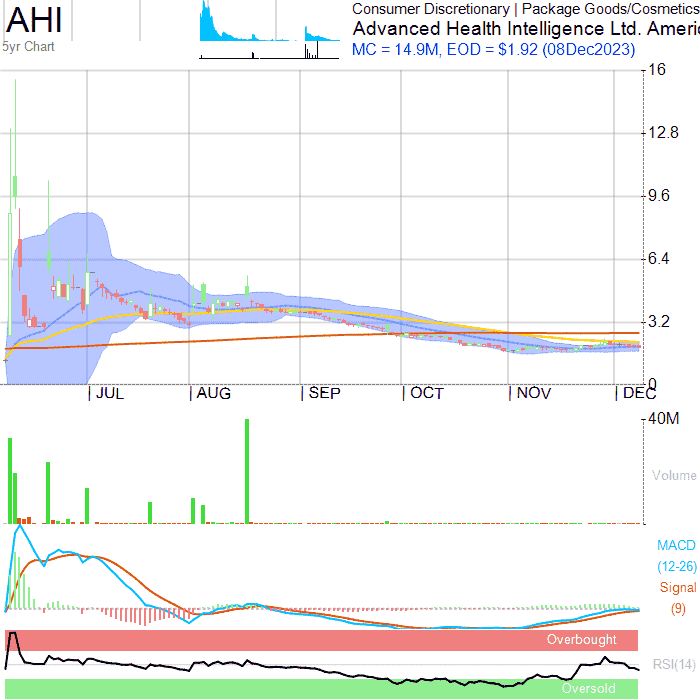 AHI
5yr Chart
Consumer Discretionary | Package Goods/Cosmetics
Advanced Health Intelligence Ltd. Americ
MC = 14.9M, EOD = $1.92 (08Dec2023)
16
12.8
9.6
6.4
3.2
0
JUL
AUG
SEP
OCT
NOV
DEC
40M
Volume
MACD
(12-26)
Signal
(9)
Overbought
RSI(14)
Oversold